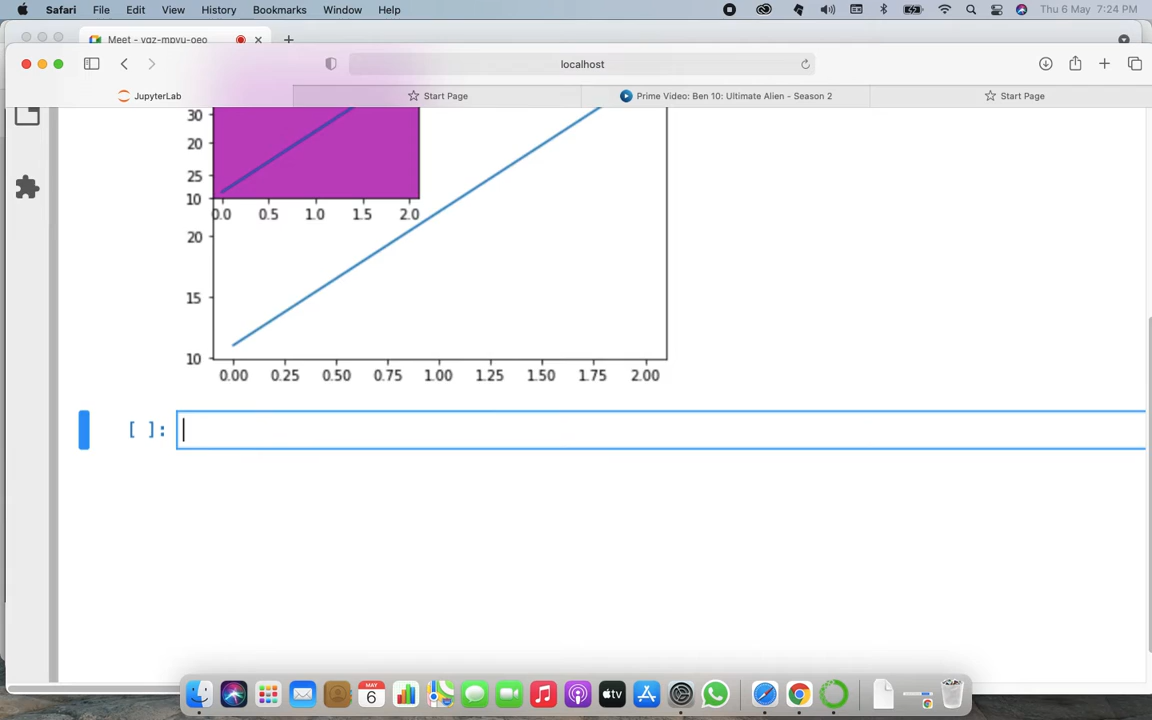 Safari File Edit View History Bookmarks Window Help Thu 6 May 7:24 PM
Meet - vgz-mpvu-oeo
localhost
JupyterLab Start Page Prime Video: Ben 10: Ultimate Alien - Season 2 Start Page
30
20
25
10
0.0 0.5 1.0 1.5 2.0
20
15
10
0.00 0.25 0.50 0.75 1.00 1.25 1.50 1.75 2.00
[ ]:
MAY
6
tv